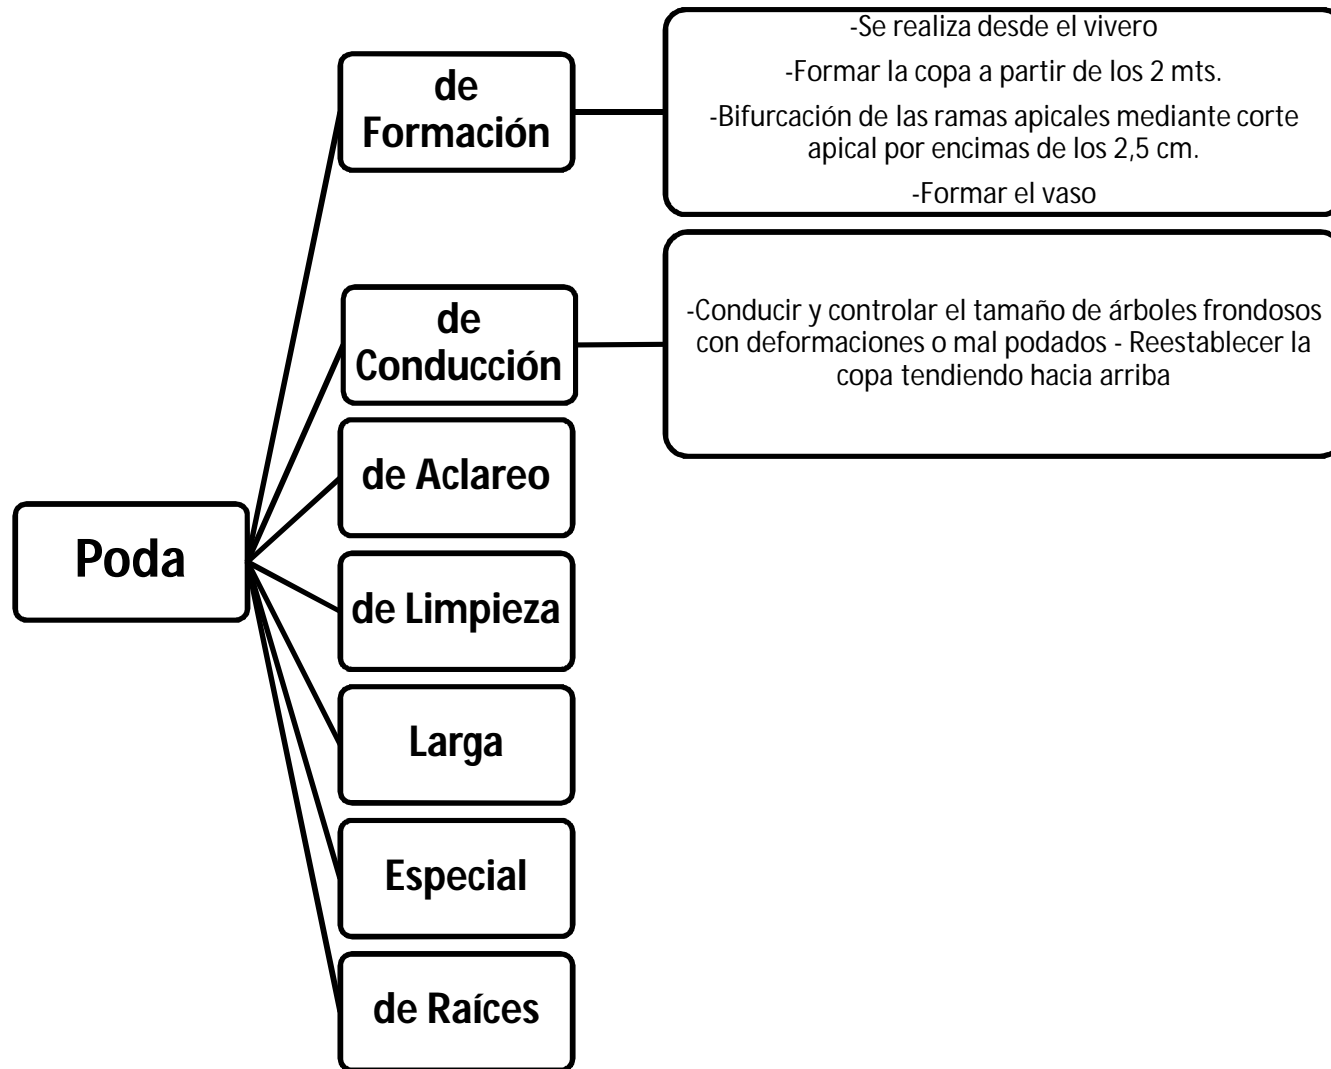 Poda
de
Formación
-Se realiza desde el vivero
-Formar la copa a partir de los 2 mts.
-Bifurcación de las ramas apicales mediante corte
apical por encimas de los 2,5 cm.
-Formar el vaso
de
Conducción
-Conducir y controlar el tamaño de árboles frondosos
con deformaciones o mal podados - Reestablecer la
copa tendiendo hacia arriba
de Aclareo
de Limpieza
Larga
Especial
de Raíces